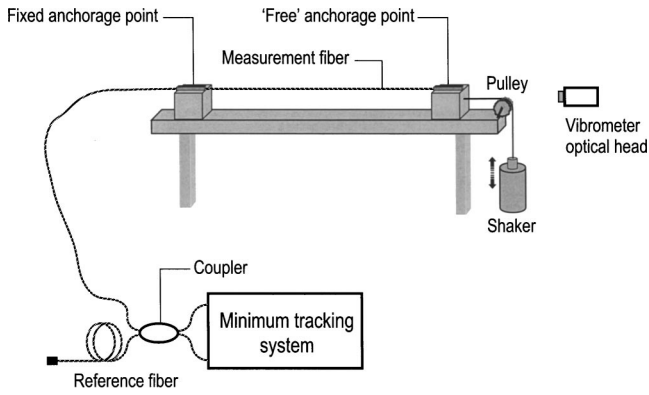 Fixed anchorage point
‘Free’ anchorage point
Measurement fiber
Pulley
Vibrometer
optical head
Shaker
Coupler
Minimum tracking
system
Reference fiber